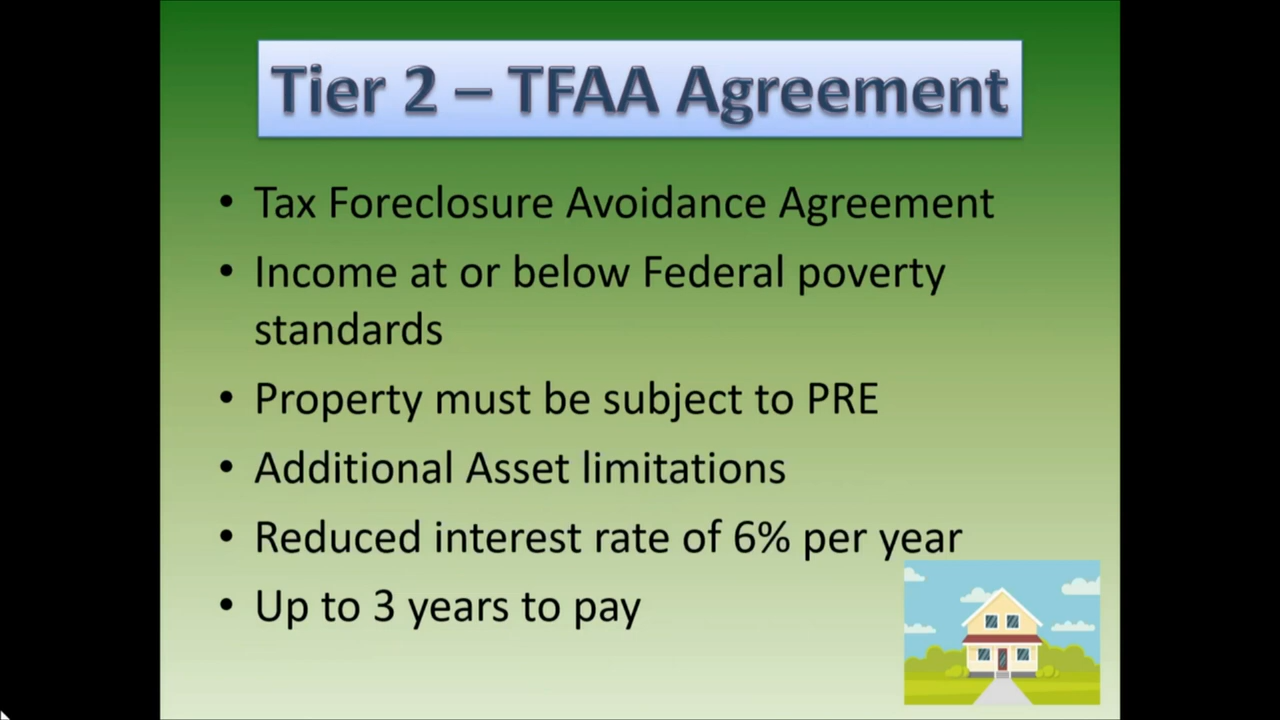 Tier 2 – TFAA Agreement
• Tax Foreclosure Avoidance Agreement
• Income at or below Federal poverty
standards
• Property must be subject to PRE
• Additional Asset limitations
• Reduced interest rate of 6% per year
• Up to 3 years to pay